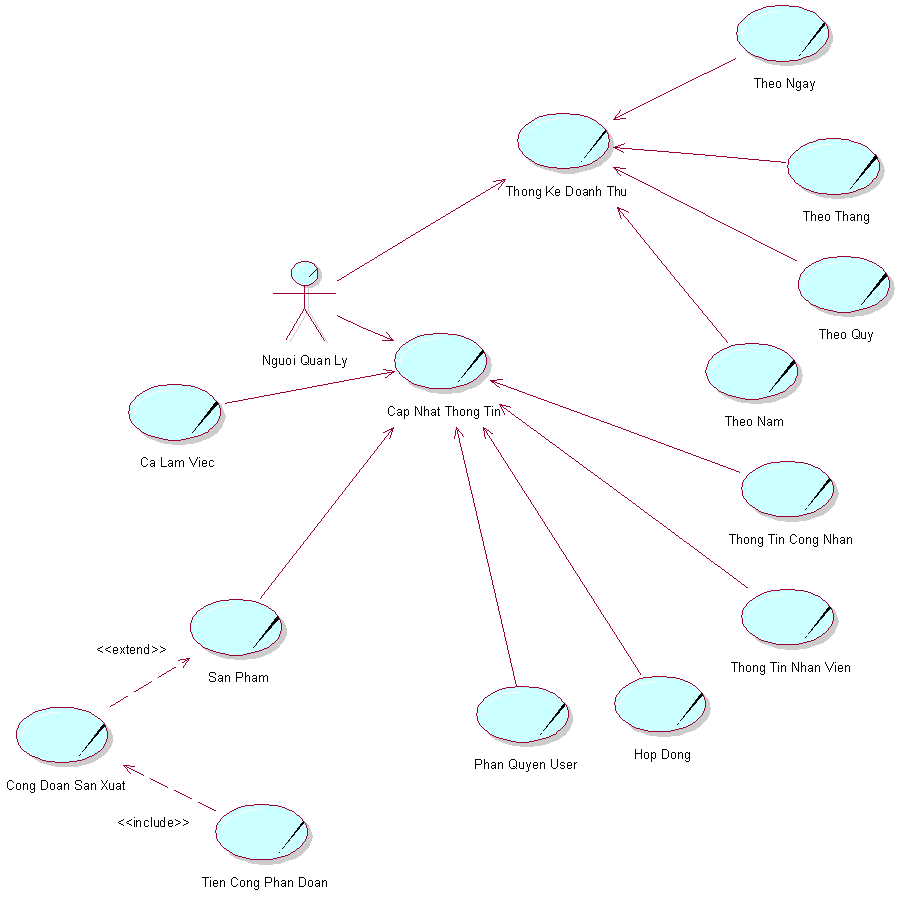 Theo Ngay
Thong Ke Doanh Thu
Theo Thang
Theo Quy
Nguoi Quan Ly
Cap Nhat Thong Tin
Theo Nam
Ca Lam Viec
Thong Tin Cong Nhan
<<extend>>
San Pham
Thong Tin Nhan Vien
Phan Quyen User
Hop Dong
Cong Doan San Xuat
<<include>>
Tien Cong Phan Doan